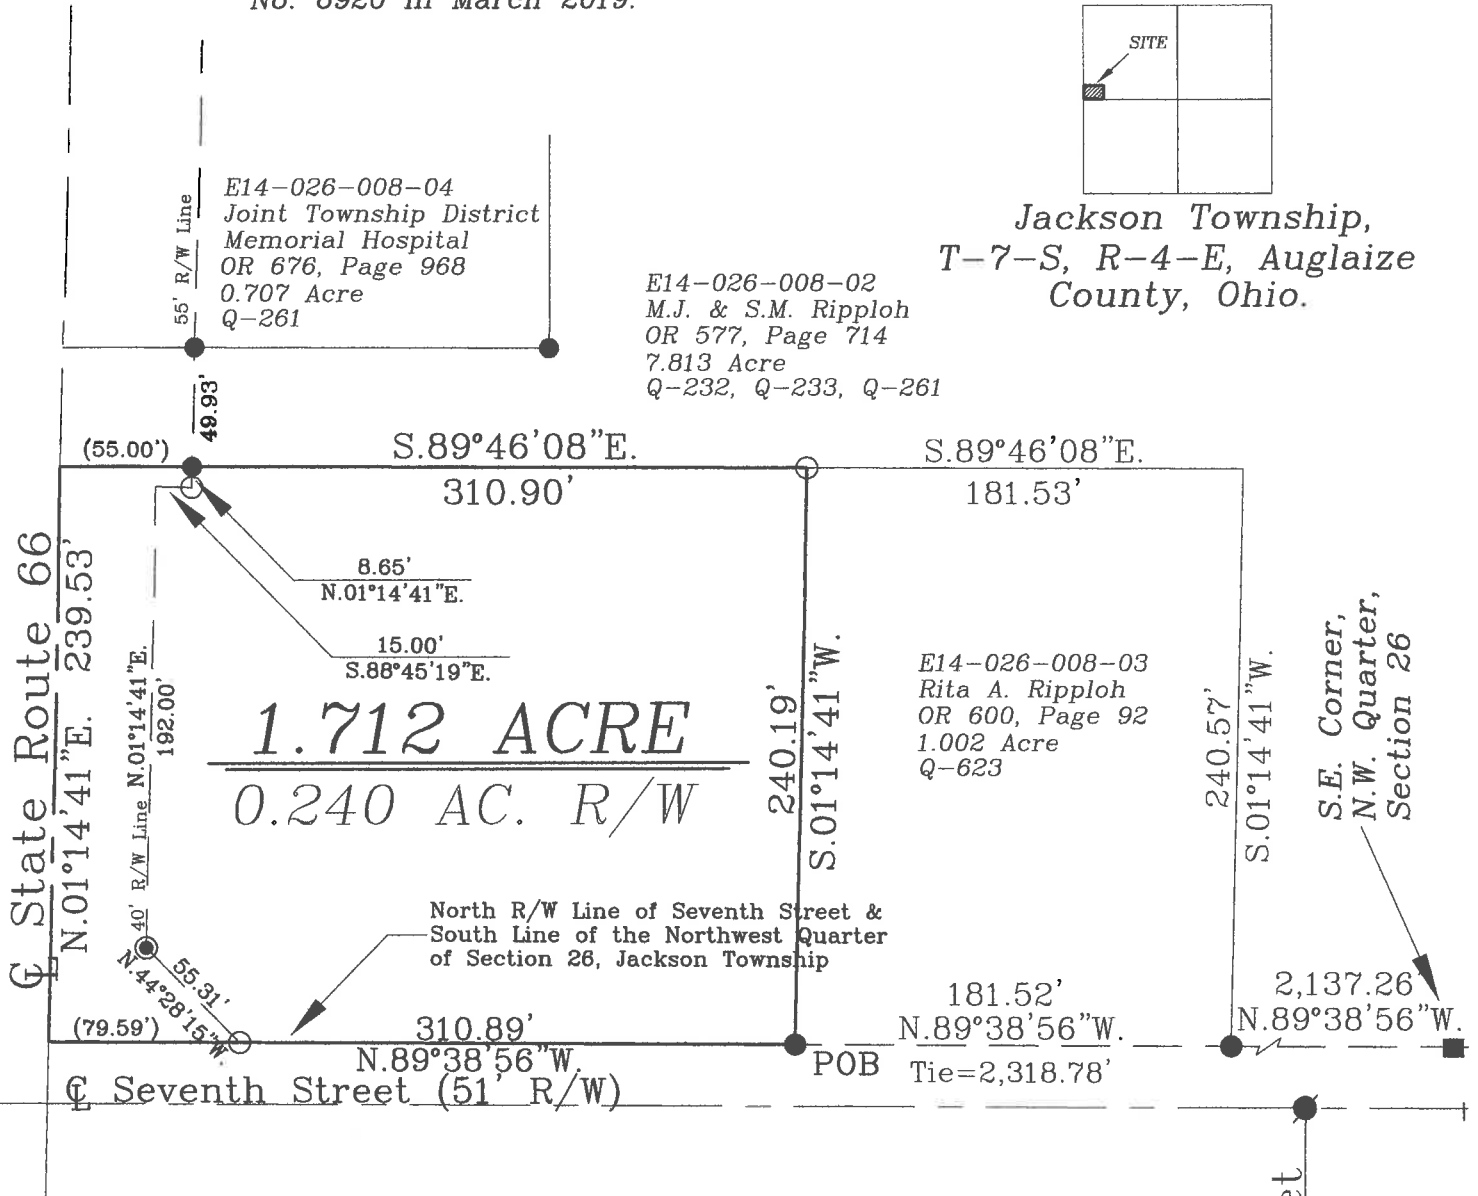 No. 8920 in March 2019.
SITE
Jackson Township,
T-7-S, R-4-E, Auglaize
County, Ohio.
55' R/W Line
E14-026-008-04
Joint Township District
Memorial Hospital
OR 676, Page 968
0.707 Acre
Q-261
E14-026-008-02
M.J. & S.M. Ripploh
OR 577, Page 714
7.813 Acre
Q-232, Q-233, Q-261
49.93'
(55.00')
S.89°46'08"E.
310.90'
S.89°46'08"E.
181.53'
8.65'
N.01°14'41"E.
15.00'
S.88°45'19"E.
℄ State Route 66
N.01°14'41"E. 239.53'
40' R/W Line N.01°14'41"E.
192.00'
1.712 ACRE
0.240 AC. R/W
240.19'
S.01°14'41"W.
E14-026-008-03
Rita A. Ripploh
OR 600, Page 92
1.002 Acre
Q-623
240.57'
S.01°14'41"W.
S.E. Corner,
N.W. Quarter,
Section 26
North R/W Line of Seventh Street &
South Line of the Northwest Quarter
of Section 26, Jackson Township
55.31'
N.44°28'15"W.
(79.59')
310.89'
N.89°38'56"W.
181.52'
N.89°38'56"W.
2,137.26'
N.89°38'56"W.
POB
Tie=2,318.78'
℄ Seventh Street (51' R/W)